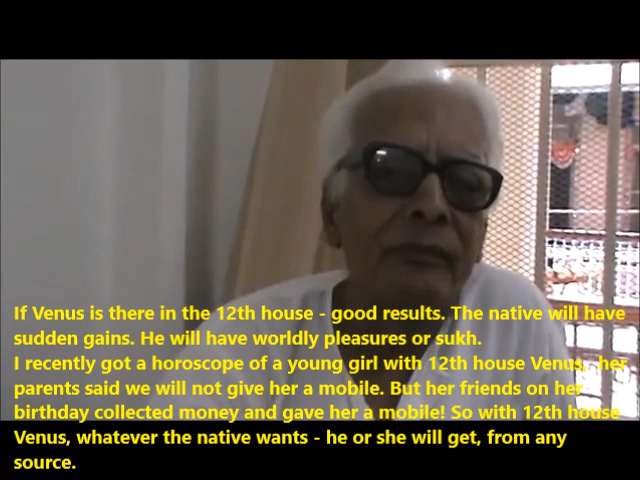 If Venus is there in the 12th house - good results. The native will have
sudden gains. He will have worldly pleasures or sukh.
I recently got a horoscope of a young girl with 12th house Venus,  her
parents said we will not give her a mobile. But her friends on her
birthday collected money and gave her a mobile! So with 12th house
Venus, whatever the native wants - he or she will get, from any
source.